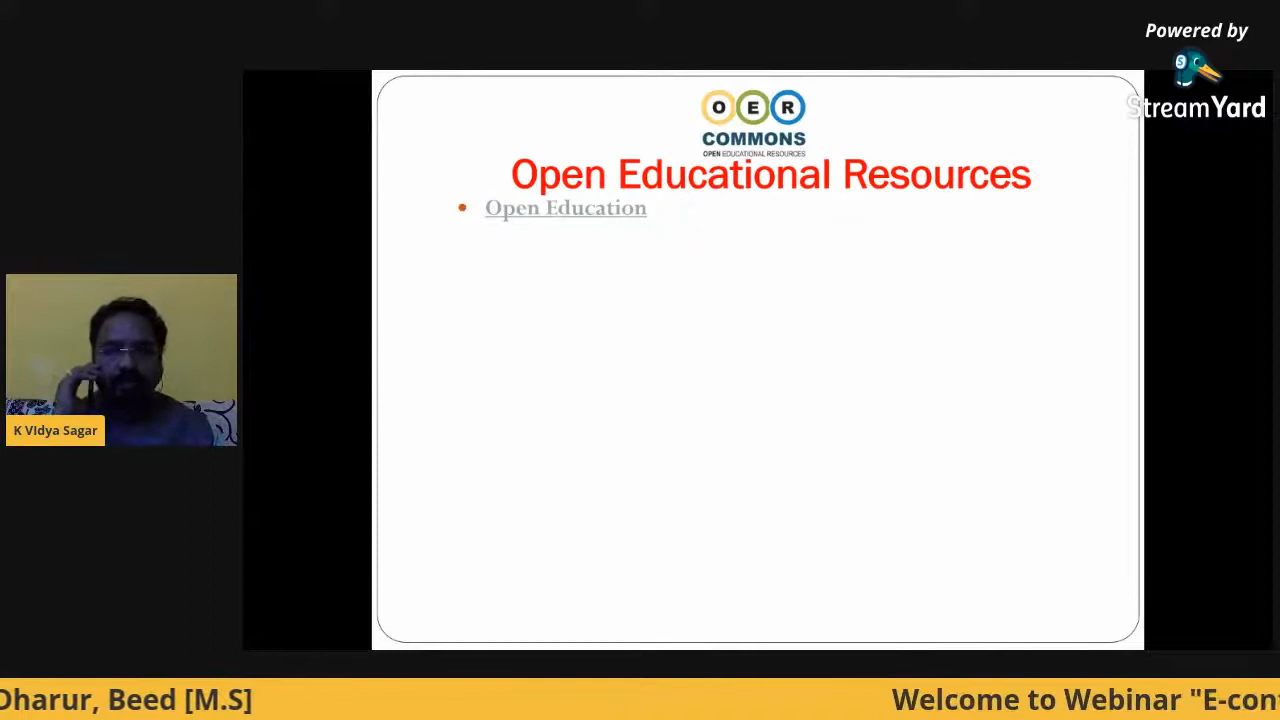 Powered by
StreamYard
O E R
COMMONS
OPEN EDUCATIONAL RESOURCES
Open Educational Resources
• Open Education
K VIdya Sagar
Dharur, Beed [M.S]
Welcome to Webinar "E-con